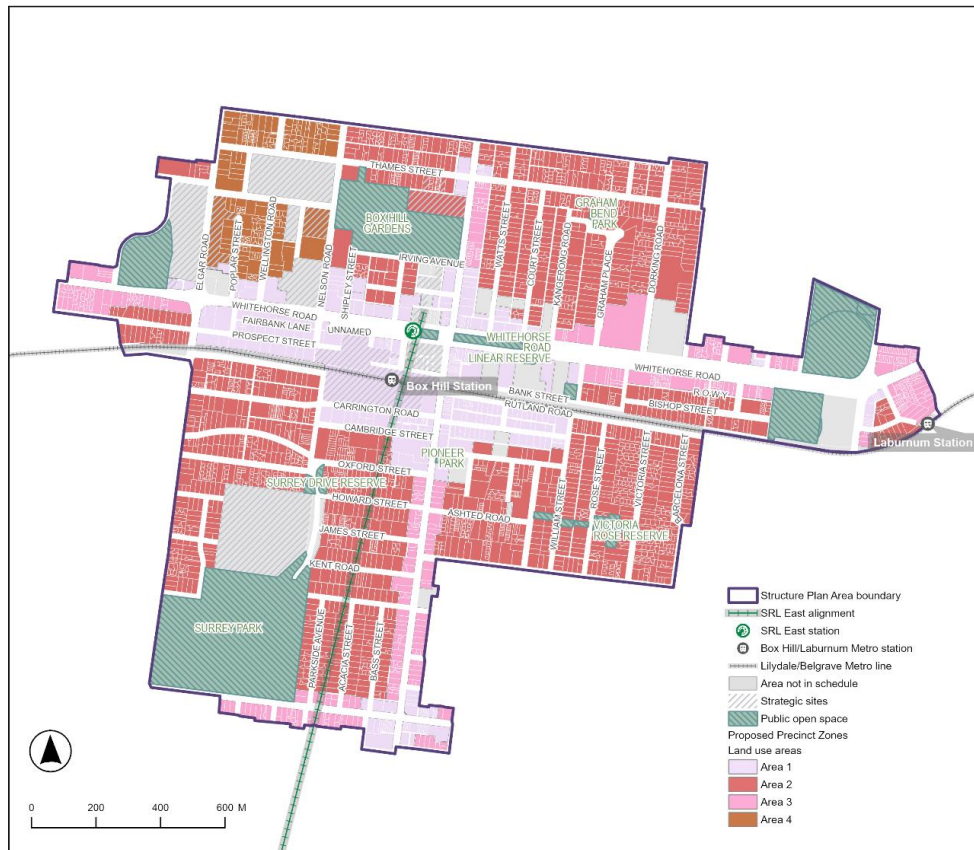 THAMES STREET
GRAHAM
BEND
PARK
BOX HILL
GARDENS
WATTS STREET
COURT STREET
KANGERONG ROAD
GRAHAM PLACE
DORKING ROAD
ELGAR ROAD
POPLAR STREET
WELLINGTON ROAD
NELSON ROAD
SHIPLEY STREET
IRVING AVENUE
WHITEHORSE ROAD
FAIRBANK LANE
PROSPECT STREET
UNNAMED
WHITEHORSE
ROAD
LINEAR RESERVE
WHITEHORSE ROAD
R.O.W.Y
Box Hill Station
BANK STREET
RUTLAND ROAD
BISHOP STREET
CARRINGTON ROAD
CAMBRIDGE STREET
Laburnum Station
PIONEER
PARK
OXFORD STREET
SURREY DRIVE RESERVE
HOWARD STREET
ASHTED ROAD
WILLIAM STREET
ROSE STREET
VICTORIA STREET
BARCELONA STREET
VICTORIA
ROSE RESERVE
JAMES STREET
KENT ROAD
SURREY PARK
PARKSIDE AVENUE
ACACIA STREET
BASS STREET
Structure Plan Area boundary
SRL East alignment
SRL East station
Box Hill/Laburnum Metro station
Lilydale/Belgrave Metro line
Area not in schedule
Strategic sites
Public open space
Proposed Precinct Zones
Land use areas
Area 1
Area 2
Area 3
Area 4
0 200 400 600 M